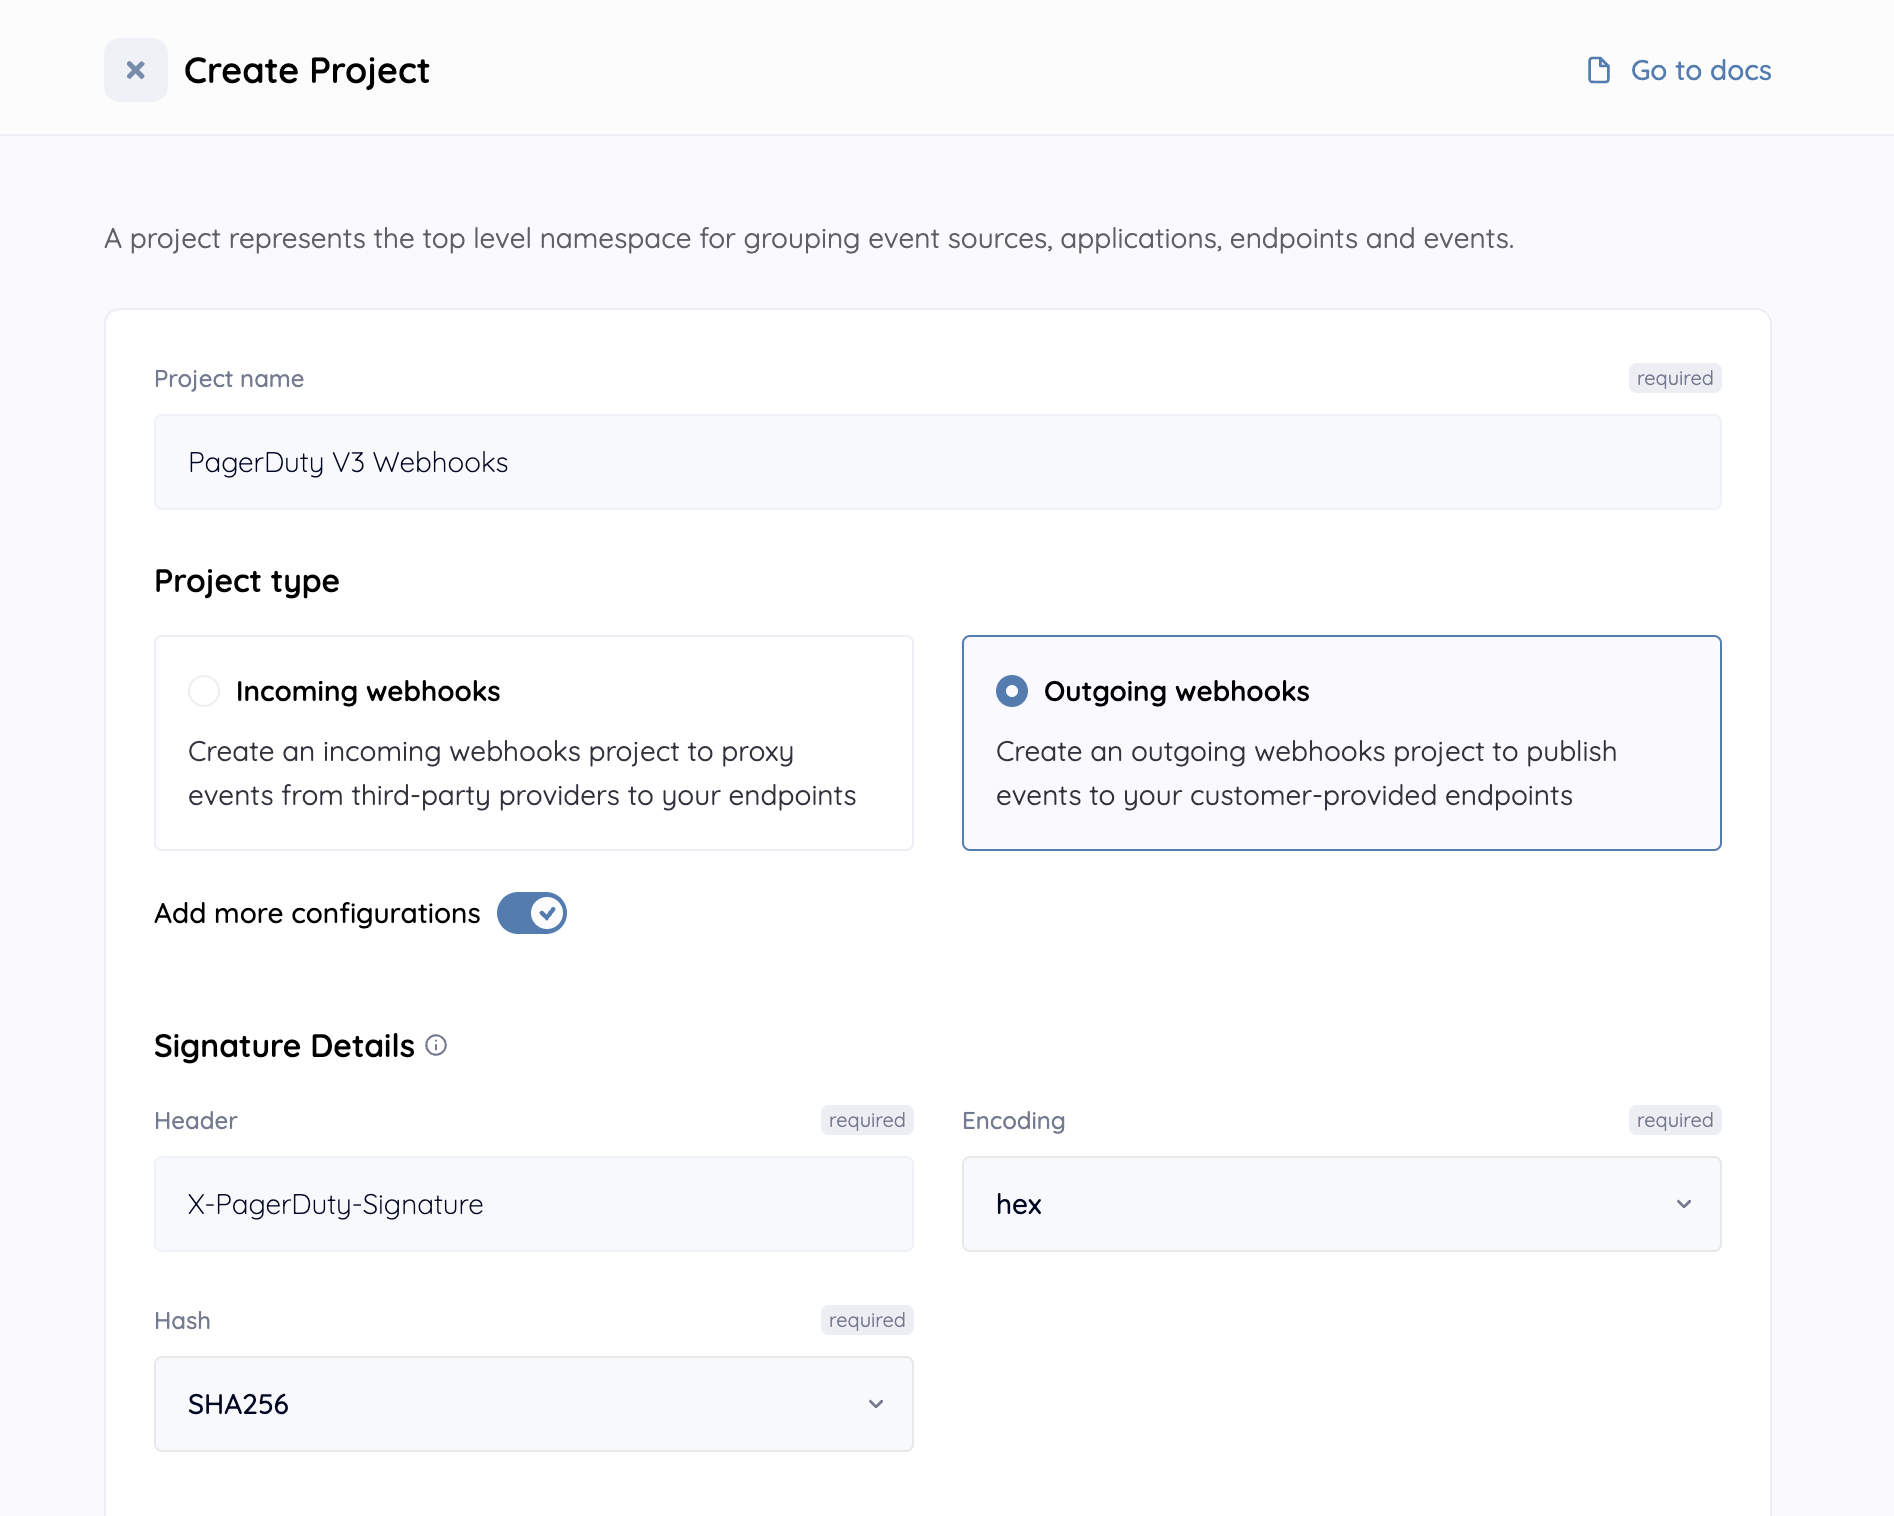 Create Project
Go to docs
A project represents the top level namespace for grouping event sources, applications, endpoints and events.
Project name
required
PagerDuty V3 Webhooks
Project type
Incoming webhooks
Create an incoming webhooks project to proxy
events from third-party providers to your endpoints
Outgoing webhooks
Create an outgoing webhooks project to publish
events to your customer-provided endpoints
Add more configurations
Signature Details
Header
required
X-PagerDuty-Signature
Encoding
required
hex
Hash
required
SHA256